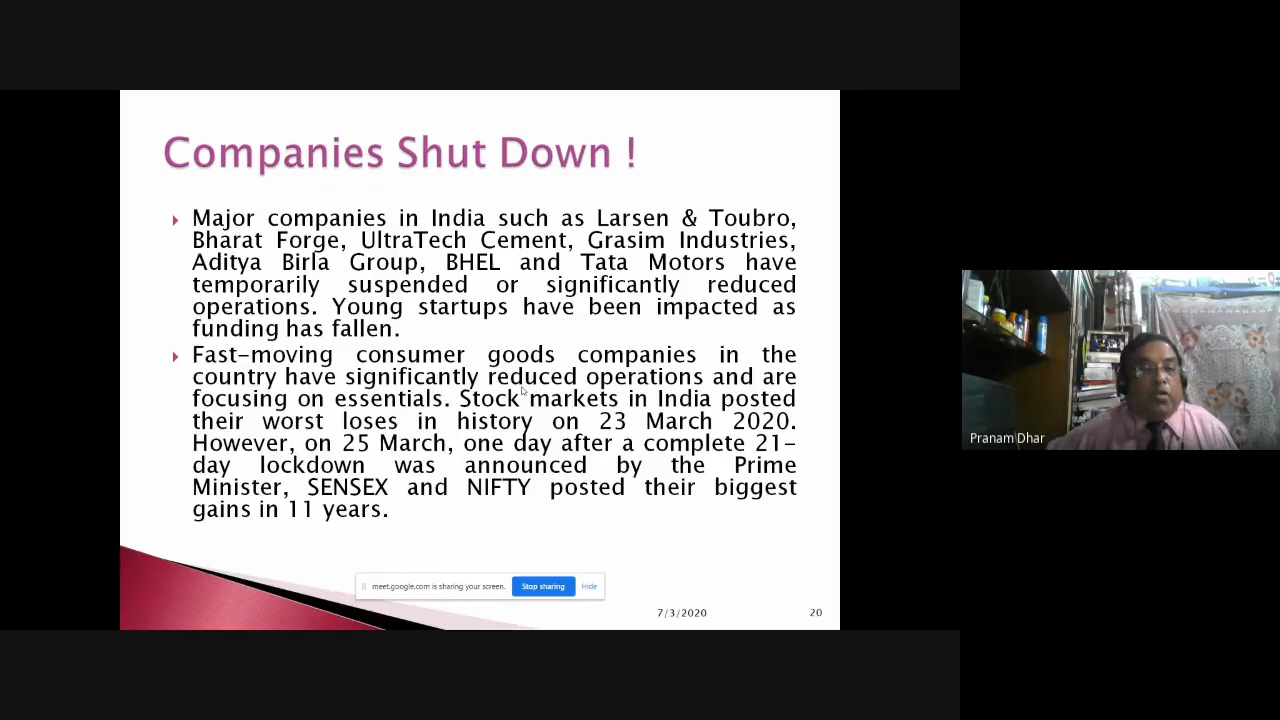 Companies Shut Down !
Major companies in India such as Larsen & Toubro,
Bharat Forge, UltraTech Cement, Grasim Industries,
Aditya Birla Group, BHEL and Tata Motors have
temporarily suspended or significantly reduced
operations. Young startups have been impacted as
funding has fallen.
Fast-moving consumer goods companies in the
country have significantly reduced operations and are
focusing on essentials. Stock markets in India posted
their worst loses in history on 23 March 2020.
However, on 25 March, one day after a complete 21-
day lockdown was announced by the Prime
Minister, SENSEX and NIFTY posted their biggest
gains in 11 years.
meet.google.com is sharing your screen. Stop sharing Hide
7/3/2020 20
Pranam Dhar